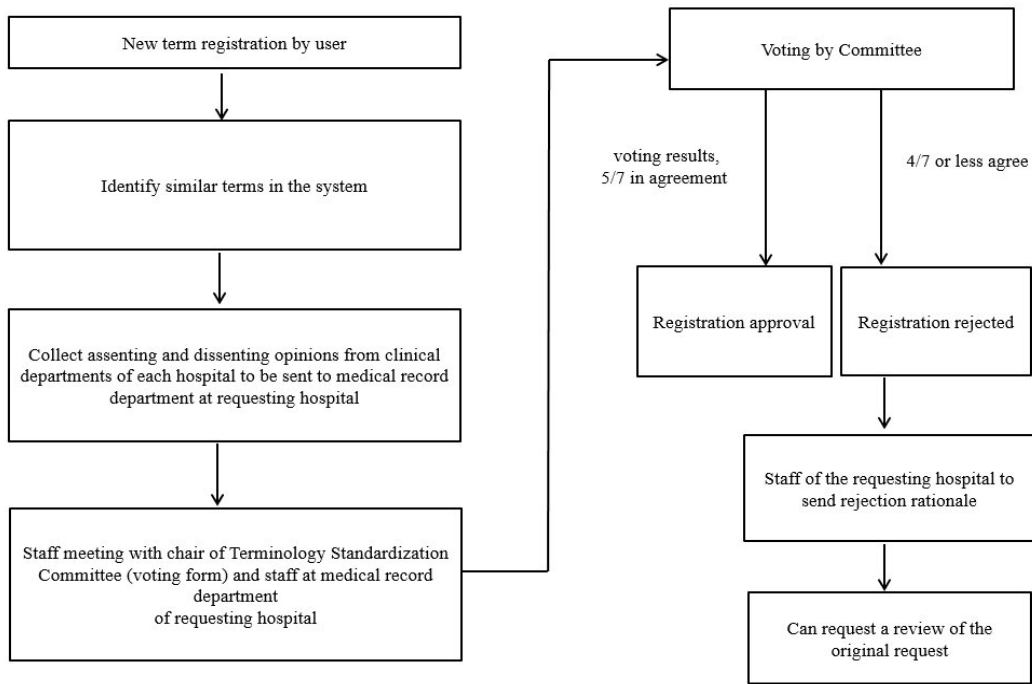 New term registration by user
Identify similar terms in the system
Collect assenting and dissenting opinions from clinical
departments of each hospital to be sent to medical record
department at requesting hospital
Staff meeting with chair of Terminology Standardization
Committee (voting form) and staff at medical record
department
of requesting hospital
Voting by Committee
voting results,
5/7 in agreement
4/7 or less agree
Registration approval
Registration rejected
Staff of the requesting hospital to
send rejection rationale
Can request a review of the
original request